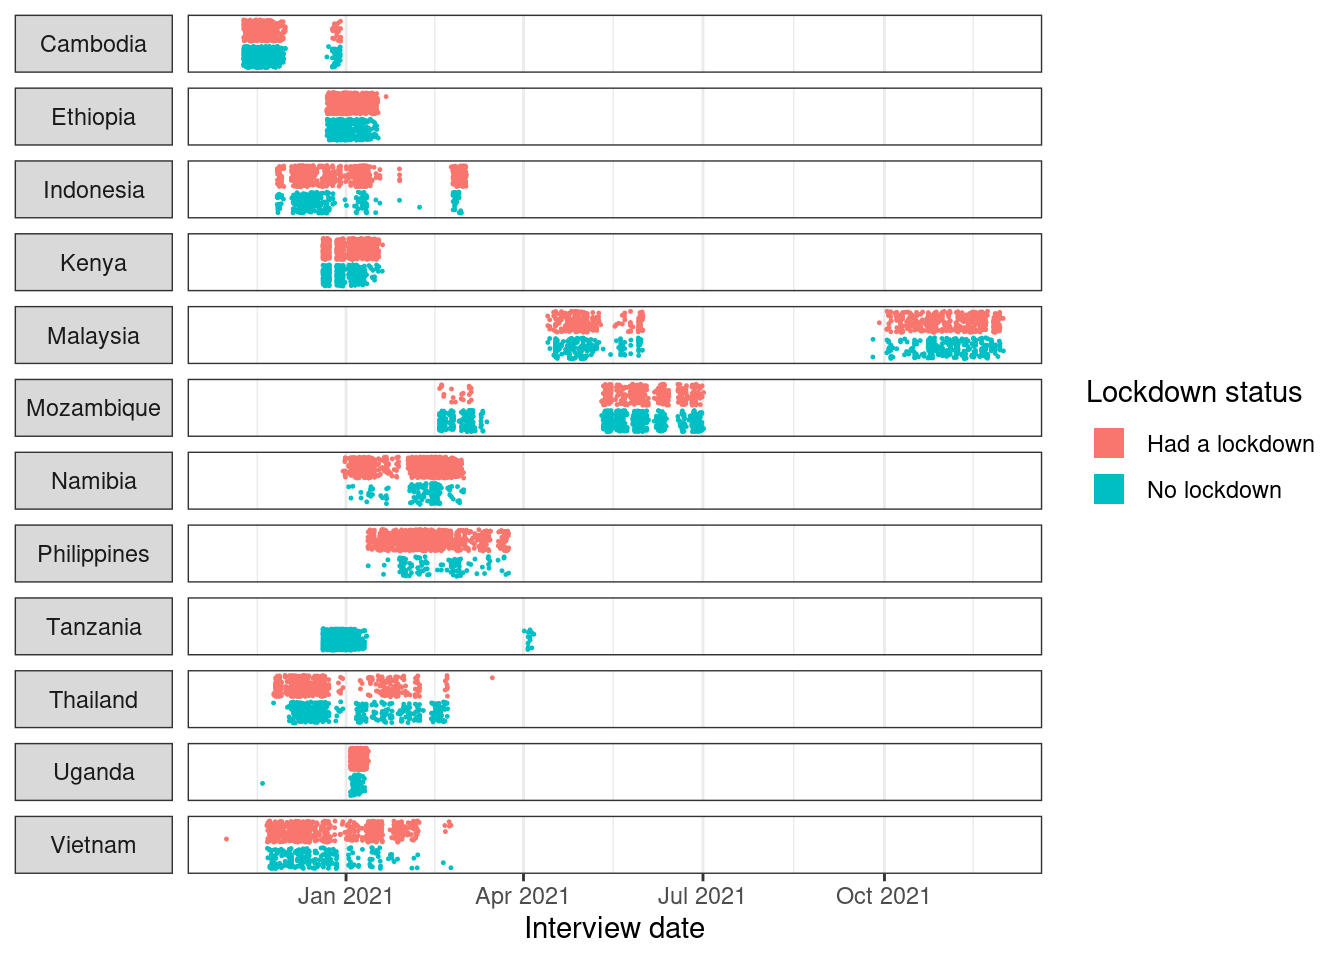 Cambodia
Ethiopia
Indonesia
Kenya
Malaysia
Mozambique
Namibia
Philippines
Tanzania
Thailand
Uganda
Vietnam
Jan 2021 Apr 2021 Jul 2021 Oct 2021
Interview date
Lockdown status
Had a lockdown
No lockdown